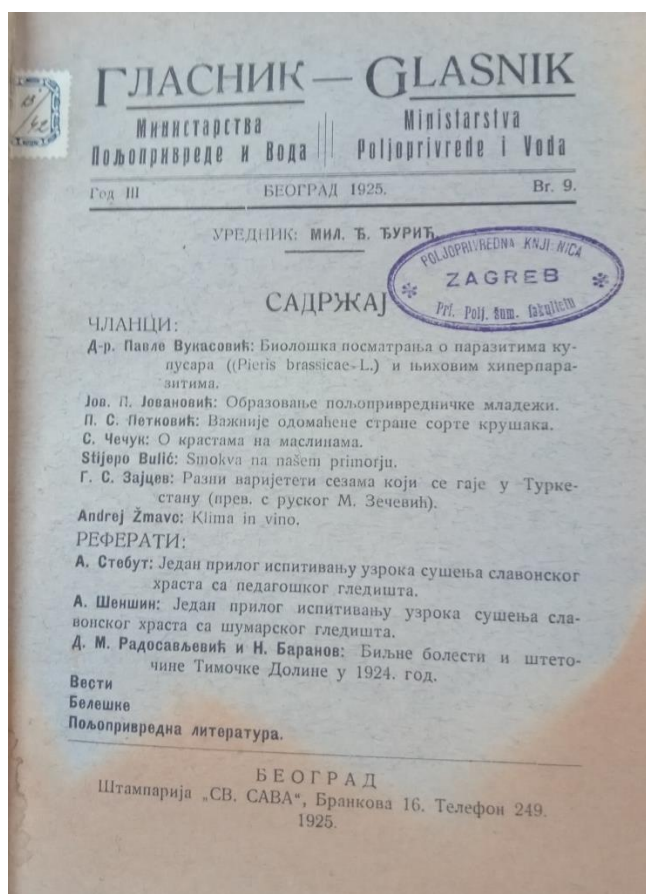 ГЛАСНИК — GLASNIK
Министарства Пољопривреде и Вода
Ministarstva Poljoprivrede i Voda
Год III БЕОГРАД 1925. Br. 9.
УРЕДНИК: МИЛ. Ђ. ЂУРИЋ.
POLJOPRIVREDNA KNJI NICA
ZAGREB
Pri. Polj. šum. fakultetu
САДРЖАЈ
ЧЛАНЦИ:
Д-р. Павле Вукасовић: Биолошка посматрања о паразитима ку-
пусара ((Pieris brassicae-L.) и њиховим хиперпара-
зитима.
Јов. П. Јовановић: Образовање пољопривредничке младежи.
П. С. Петковић: Важније одомаћене стране сорте крушака.
С. Чечук: О крастама на маслинама.
Stijepo Bulić: Smokva na našem primorju.
Г. С. Зајцев: Разни варијетети сезама који се гаје у Турке-
стану (прев. с руског М. Зечевић).
Andrej Žmavc: Klima in vino.
РЕФЕРАТИ:
А. Стебут: Један прилог испитивању узрока сушења славонског
храста са педагошког гледишта.
А. Шеншин: Један прилог испитивању узрока сушења сла-
вонског храста са шумарског гледишта.
Д. М. Радосављевић и Н. Баранов: Биљне болести и штето-
чине Тимочке Долине у 1924. год.
Вести
Белешке
Пољопривредна литература.
БЕОГРАД
Штампарија „СВ. САВА", Бранкова 16. Телефон 249.
1925.